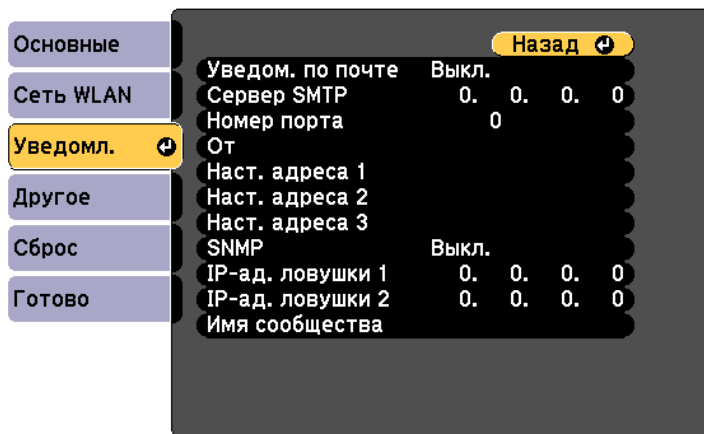 Основные
Сеть WLAN
Уведомл.
Другое
Сброс
Готово
Назад
Уведом. по почте Выкл.
Сервер SMTP 0. 0. 0. 0
Номер порта 0
От
Наст. адреса 1
Наст. адреса 2
Наст. адреса 3
SNMP Выкл.
IP-ад. ловушки 1 0. 0. 0. 0
IP-ад. ловушки 2 0. 0. 0. 0
Имя сообщества